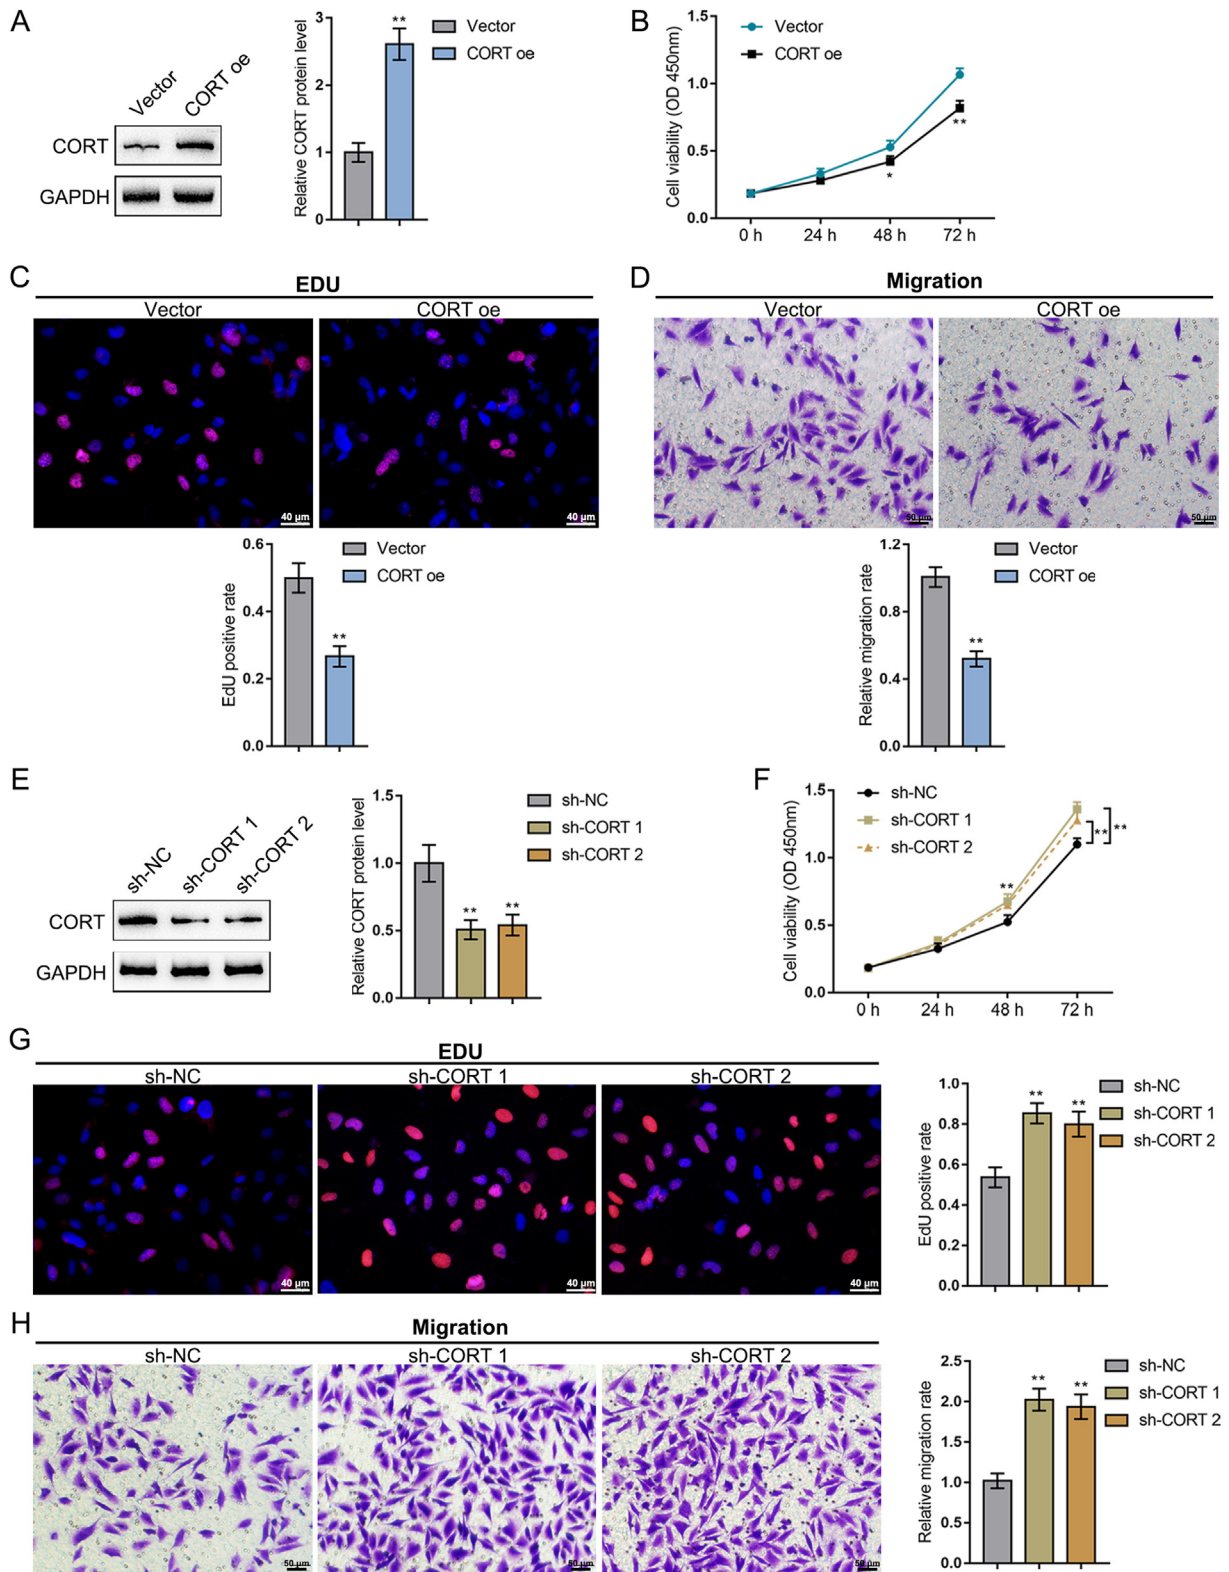 A
Vector
CORT oe
CORT
GAPDH
Relative CORT protein level
3
2
1
0
**
Vector
CORT oe
B
Cell viability (OD 450nm)
1.5
1.0
0.5
0.0
Vector
CORT oe
*
**
0 h
24 h
48 h
72 h
C
EDU
Vector
CORT oe
40 µm
40 µm
EdU positive rate
0.6
0.4
0.2
0.0
**
Vector
CORT oe
D
Migration
Vector
CORT oe
50 µm
50 µm
Relative migration rate
1.2
0.8
0.4
0.0
**
Vector
CORT oe
E
sh-NC
sh-CORT 1
sh-CORT 2
CORT
GAPDH
Relative CORT protein level
1.5
1.0
0.5
0.0
**
**
sh-NC
sh-CORT 1
sh-CORT 2
F
Cell viability (OD 450nm)
1.5
1.0
0.5
0.0
sh-NC
sh-CORT 1
sh-CORT 2
**
**
**
0 h
24 h
48 h
72 h
G
EDU
sh-NC
sh-CORT 1
sh-CORT 2
40 µm
40 µm
40 µm
EdU positive rate
1.0
0.8
0.6
0.4
0.2
0.0
**
**
sh-NC
sh-CORT 1
sh-CORT 2
H
Migration
sh-NC
sh-CORT 1
sh-CORT 2
50 µm
50 µm
50 µm
Relative migration rate
2.5
2.0
1.5
1.0
0.5
0.0
**
**
sh-NC
sh-CORT 1
sh-CORT 2